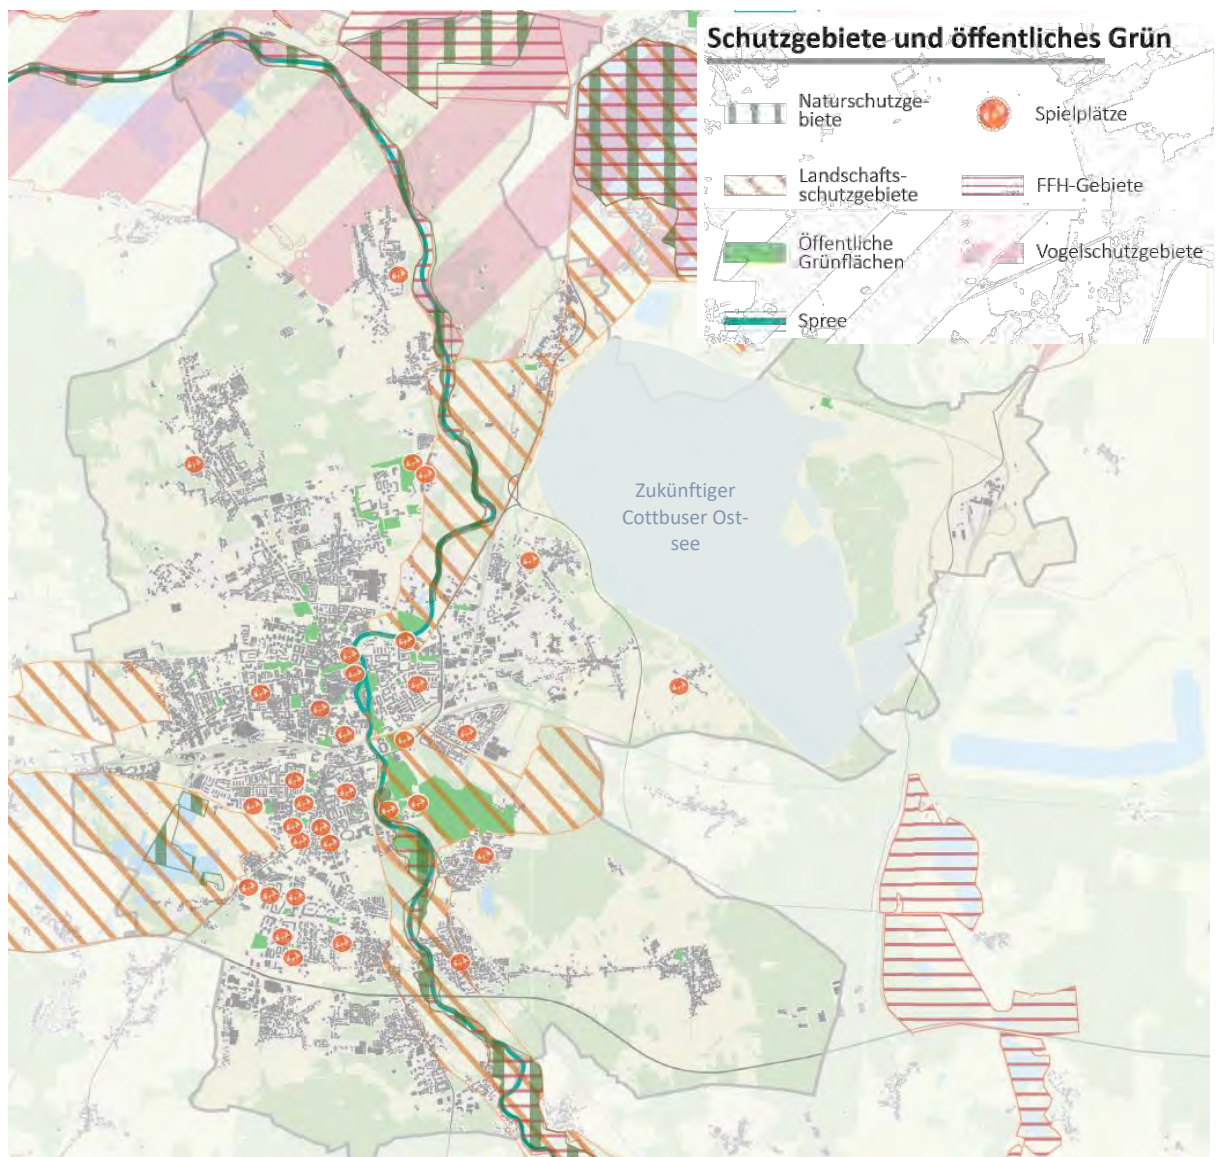 Schutzgebiete und öffentliches Grün
Naturschutzge-
biete
Spielplätze
Landschafts-
schutzgebiete
FFH-Gebiete
Öffentliche
Grünflächen
Vogelschutzgebiete
Spree
Zukünftiger
Cottbuser Ost-
see